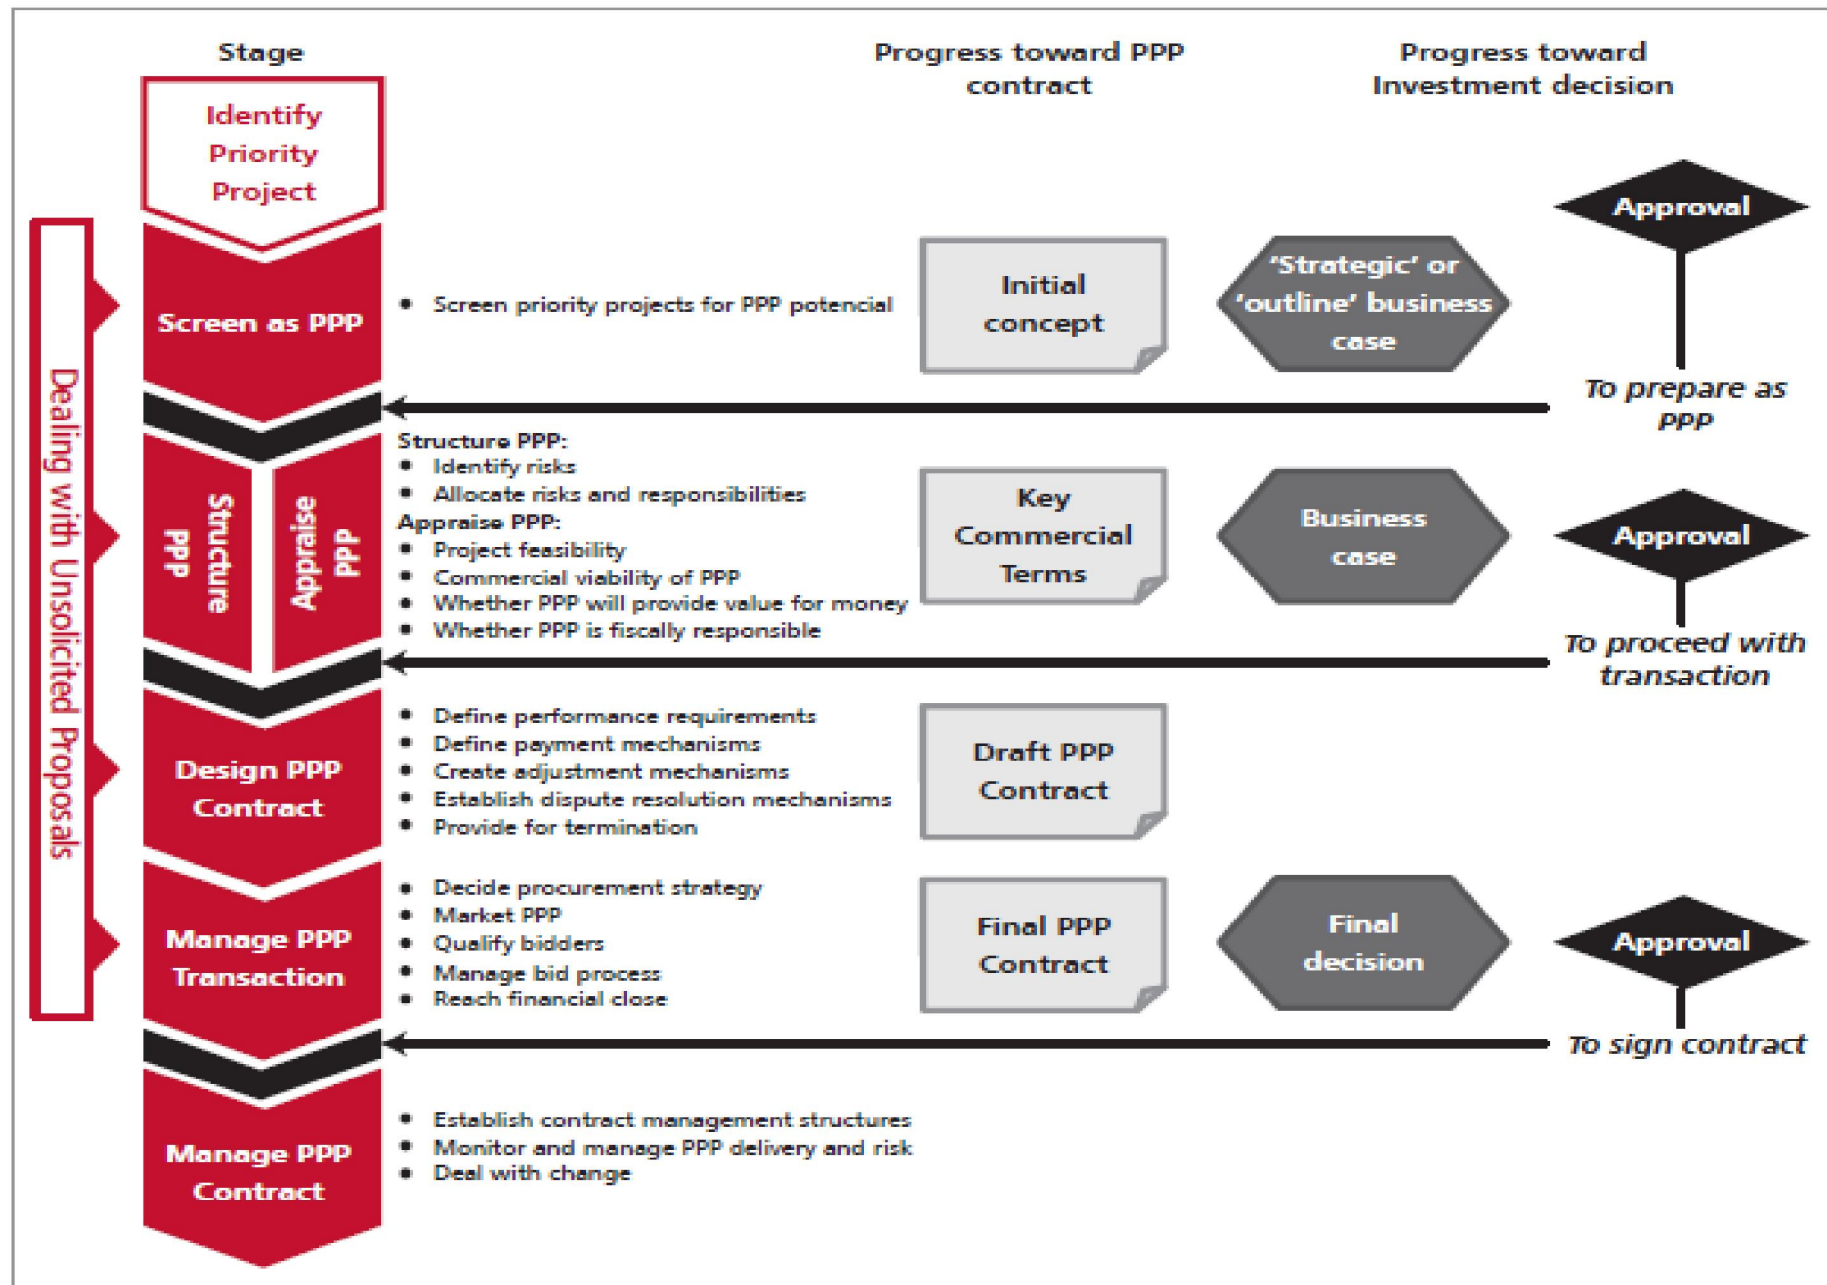 Stage
Progress toward PPP
contract
Progress toward
Investment decision
Identify
Priority
Project
Approval
Dealing with Unsolicited Proposals
Screen as PPP
• Screen priority projects for PPP potencial
Initial
concept
'Strategic' or
'outline' business
case
To prepare as
PPP
Structure
PPP
Appraise
PPP
Structure PPP:
• Identify risks
• Allocate risks and responsibilities
Appraise PPP:
• Project feasibility
• Commercial viability of PPP
• Whether PPP will provide value for money
• Whether PPP is fiscally responsible
Key
Commercial
Terms
Business
case
Approval
To proceed with
transaction
Design PPP
Contract
• Define performance requirements
• Define payment mechanisms
• Create adjustment mechanisms
• Establish dispute resolution mechanisms
• Provide for termination
Draft PPP
Contract
Manage PPP
Transaction
• Decide procurement strategy
• Market PPP
• Qualify bidders
• Manage bid process
• Reach financial close
Final PPP
Contract
Final
decision
Approval
To sign contract
Manage PPP
Contract
• Establish contract management structures
• Monitor and manage PPP delivery and risk
• Deal with change